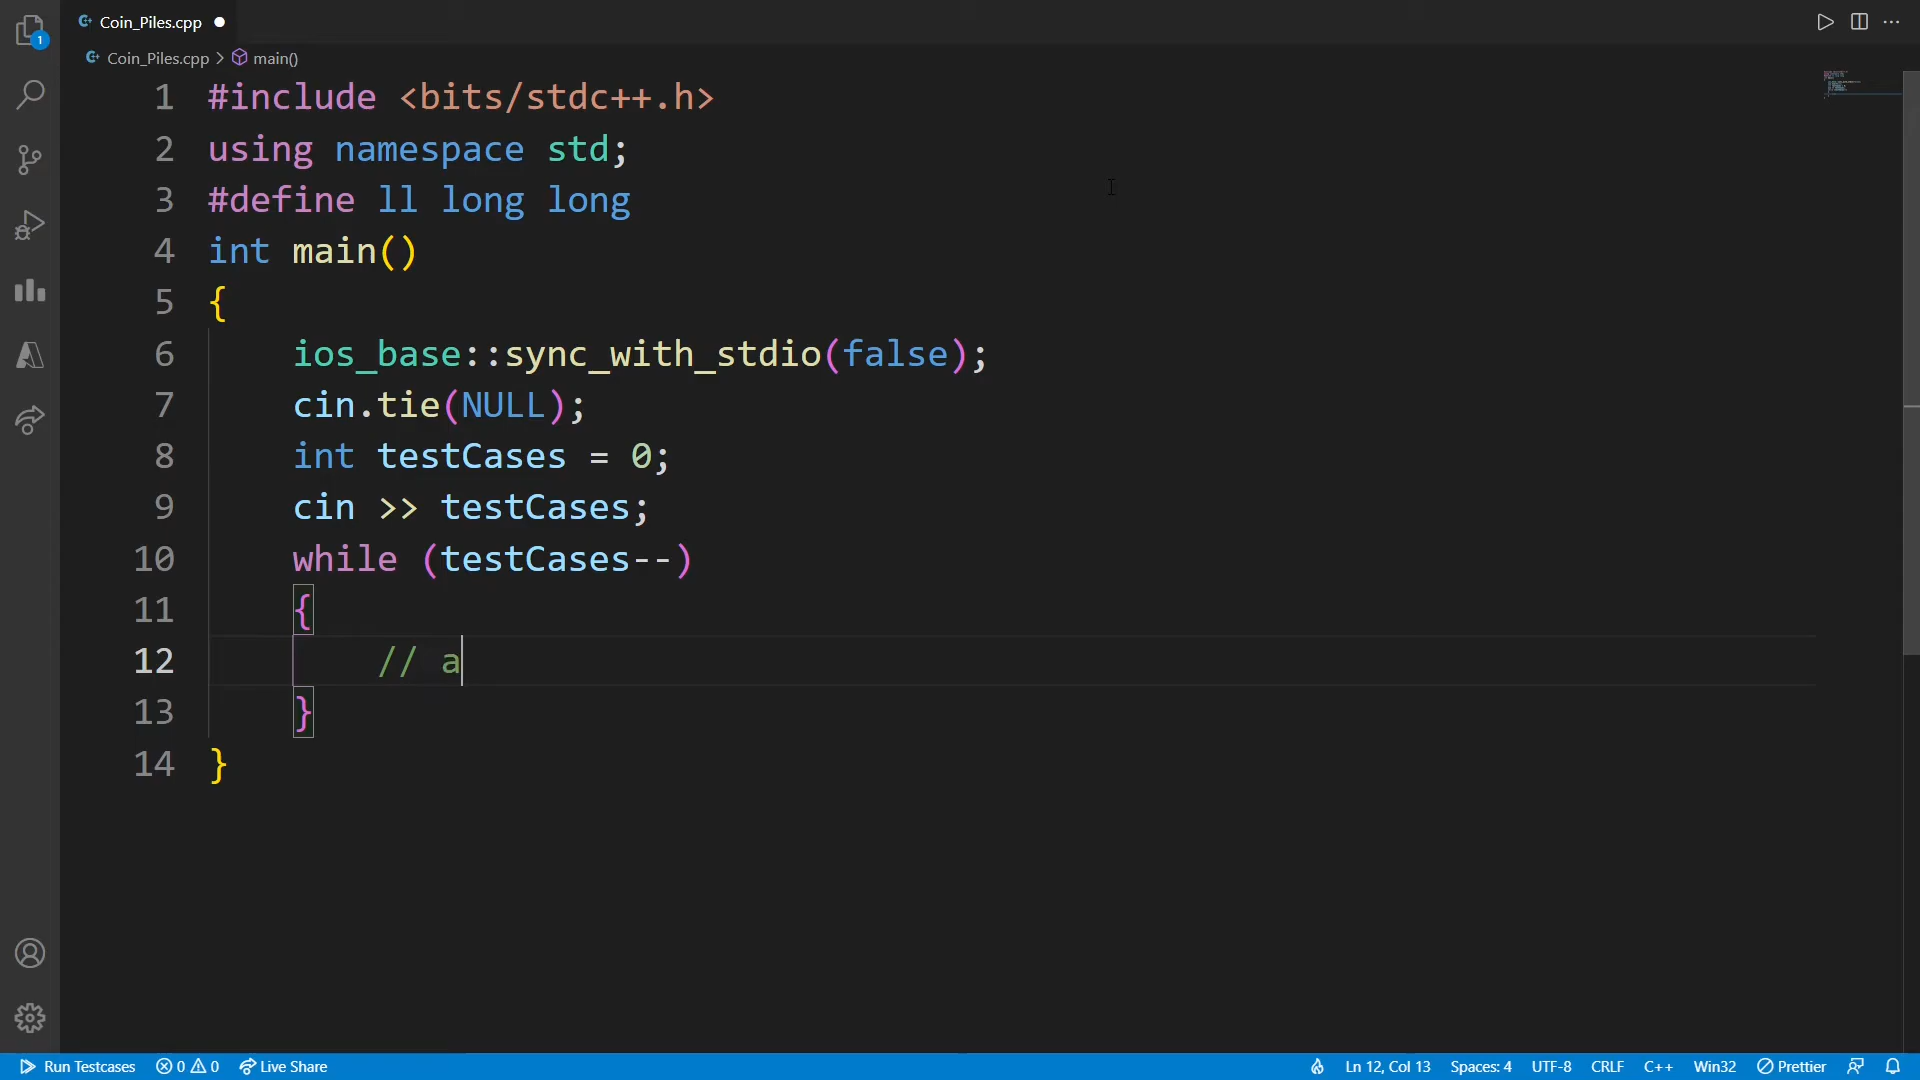 Coin_Piles.cpp
Coin_Piles.cpp > main()
1 #include <bits/stdc++.h>
2 using namespace std;
3 #define ll long long
4 int main()
5 {
6 ios_base::sync_with_stdio(false);
7 cin.tie(NULL);
8 int testCases = 0;
9 cin >> testCases;
10 while (testCases--)
11 {
12 // a
13 }
14 }
1
Run Testcases 0 0 Live Share Ln 12, Col 13 Spaces: 4 UTF-8 CRLF C++ Win32 Prettier